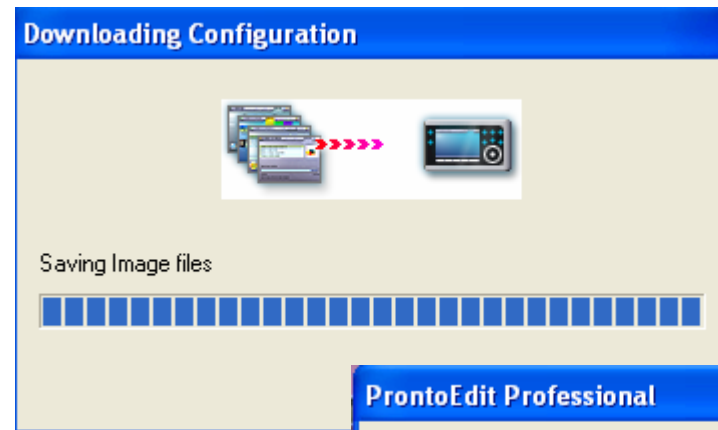 Downloading Configuration
Saving Image files
ProntoEdit Professional